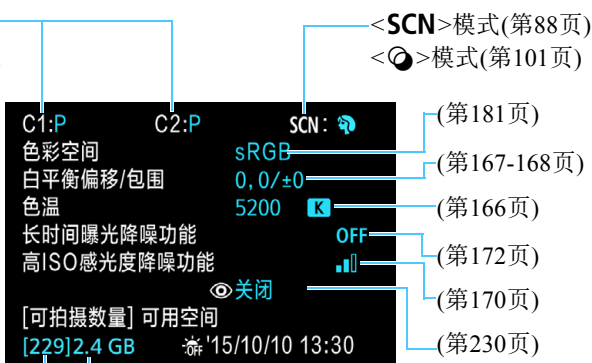 <SCN>模式(第88页)
< >模式(第101页)
C1:P C2:P SCN:
(第181页)
色彩空间 sRGB
(第167-168页)
白平衡偏移/包围 0,0/±0
色温 5200 K
(第166页)
长时间曝光降噪功能 OFF
(第172页)
高ISO感光度降噪功能
(第170页)
关闭
[可拍摄数量] 可用空间
(第230页)
[229]2.4 GB OFF '15/10/10 13:30